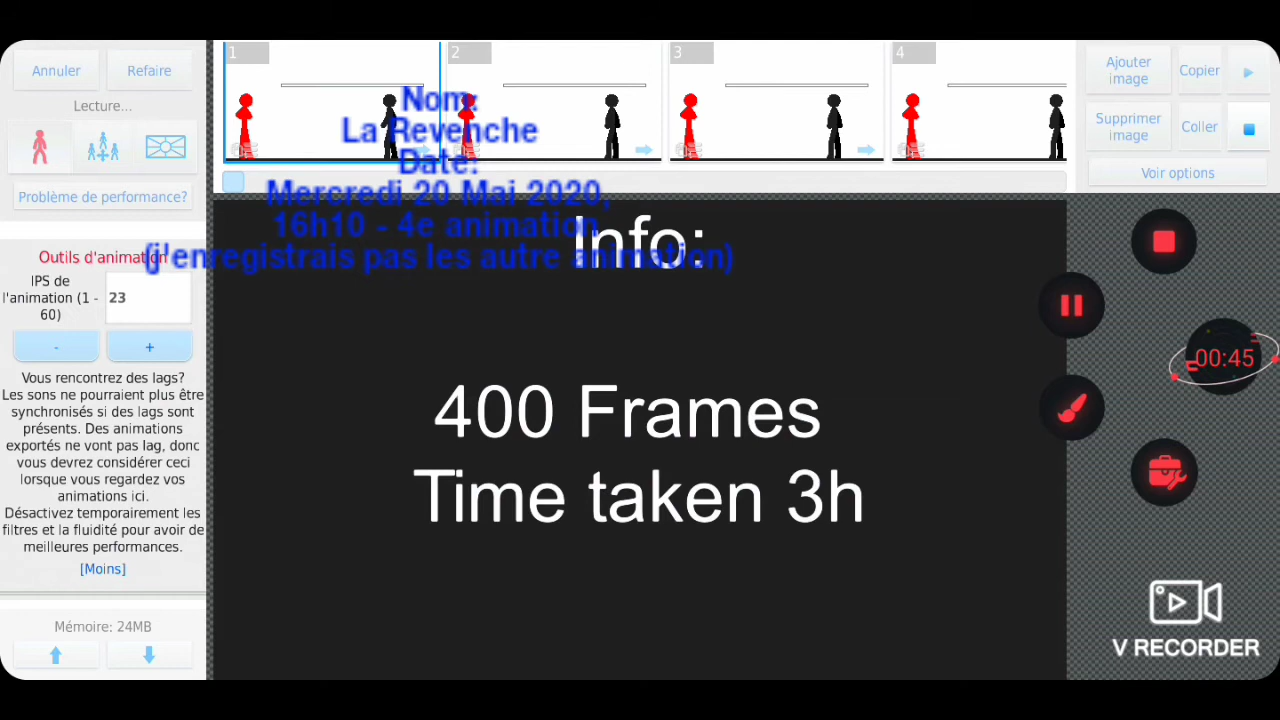 Annuler
Refaire
Lecture...
Problème de performance?
Outils d'animation
IPS de
l'animation (1 -
60)
23
-
+
Vous rencontrez des lags?
Les sons ne pourraient plus être
synchronisés si des lags sont
présents. Des animations
exportés ne vont pas lag, donc
vous devrez considérer ceci
lorsque vous regardez vos
animations ici.
Désactivez temporairement les
filtres et la fluidité pour avoir de
meilleures performances.
[Moins]
Mémoire: 24MB
1
2
3
4
Nom:
La Revenche
Date:
Mercredi 20 Mai 2020,
16h10 - 4e animation
(j'enregistrais pas les autre animation)
Info:
400 Frames
Time taken 3h
Ajouter
image
Copier
Supprimer
image
Coller
Voir options
00:45
V RECORDER